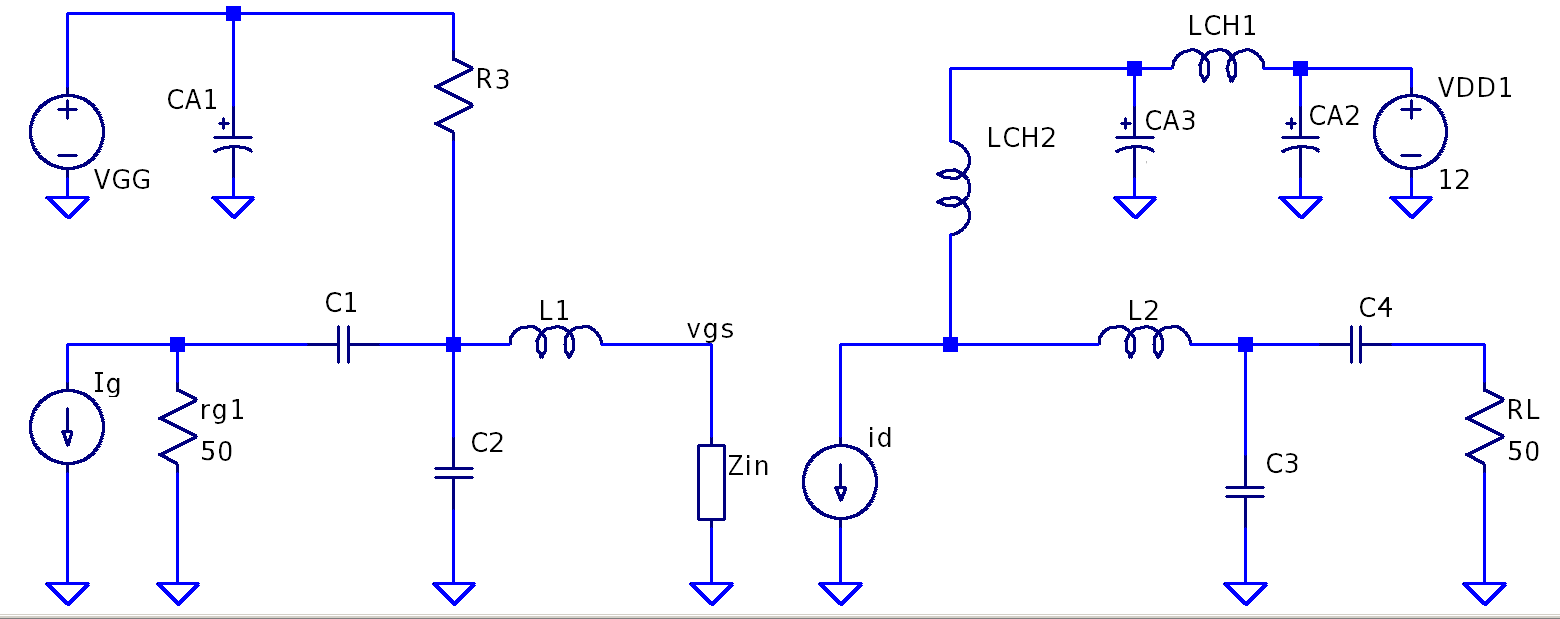 LCH1
R3
VDD1
CA1
CA3
CA2
LCH2
VGG
12
C1
L1
vgs
L2
C4
Ig
rg1
50
C2
Zin
id
RL
50
C3